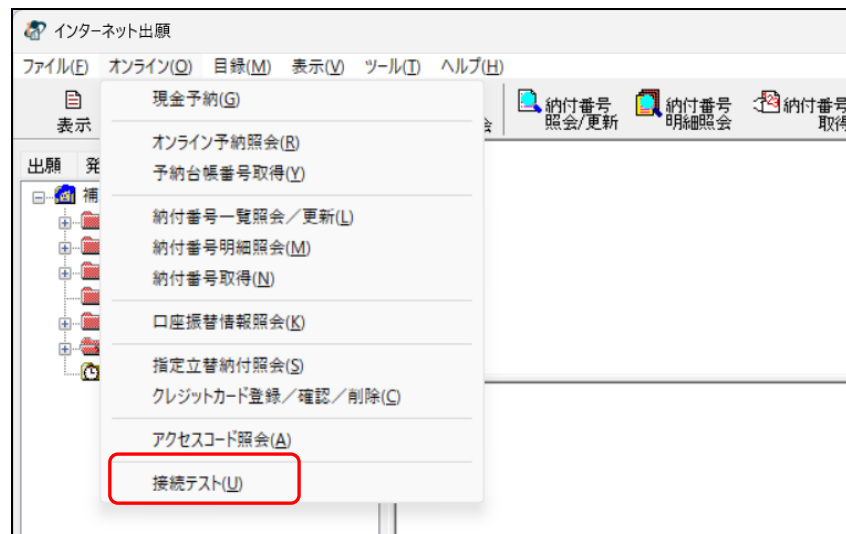 インターネット出願
ファイル(F) オンライン(O) 目録(M) 表示(V) ツール(T) ヘルプ(H)
表示
納付番号
照会/更新
納付番号
明細照会
納付番号
取得
出願
補
現金予納(G)
オンライン予納照会(R)
予納台帳番号取得(Y)
納付番号一覧照会／更新(L)
納付番号明細照会(M)
納付番号取得(N)
口座振替情報照会(K)
指定立替納付照会(S)
クレジットカード登録／確認／削除(C)
アクセスコード照会(A)
接続テスト(U)